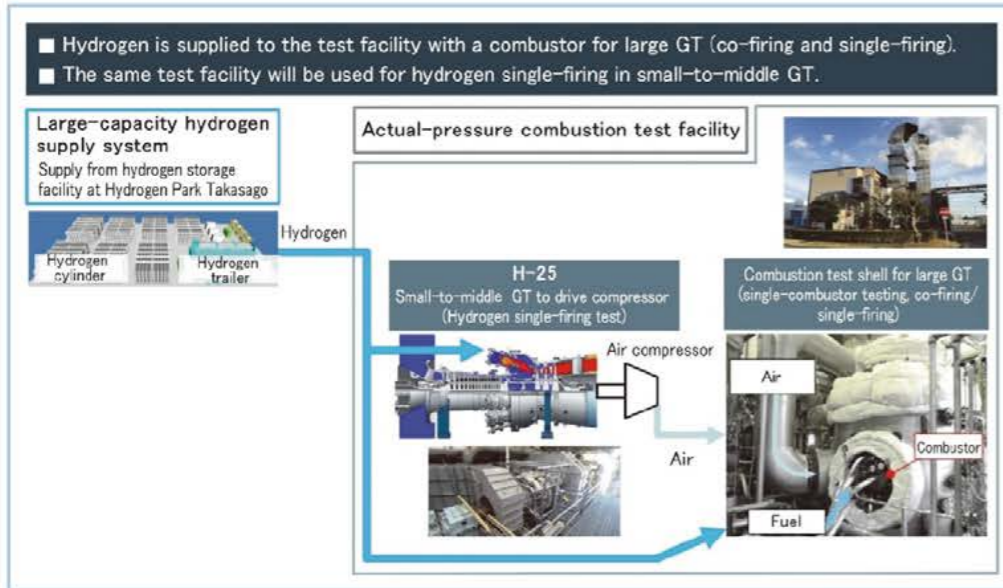 ■ Hydrogen is supplied to the test facility with a combustor for large GT (co-firing and single-firing).
■ The same test facility will be used for hydrogen single-firing in small-to-middle GT.
Large-capacity hydrogen
supply system
Supply from hydrogen storage
facility at Hydrogen Park Takasago
Actual-pressure combustion test facility
Hydrogen
cylinder
Hydrogen
trailer
Hydrogen
H-25
Small-to-middle GT to drive compressor
(Hydrogen single-firing test)
Air compressor
Air
Combustion test shell for large GT
(single-combustor testing, co-firing/
single-firing)
Air
Combustor
Fuel